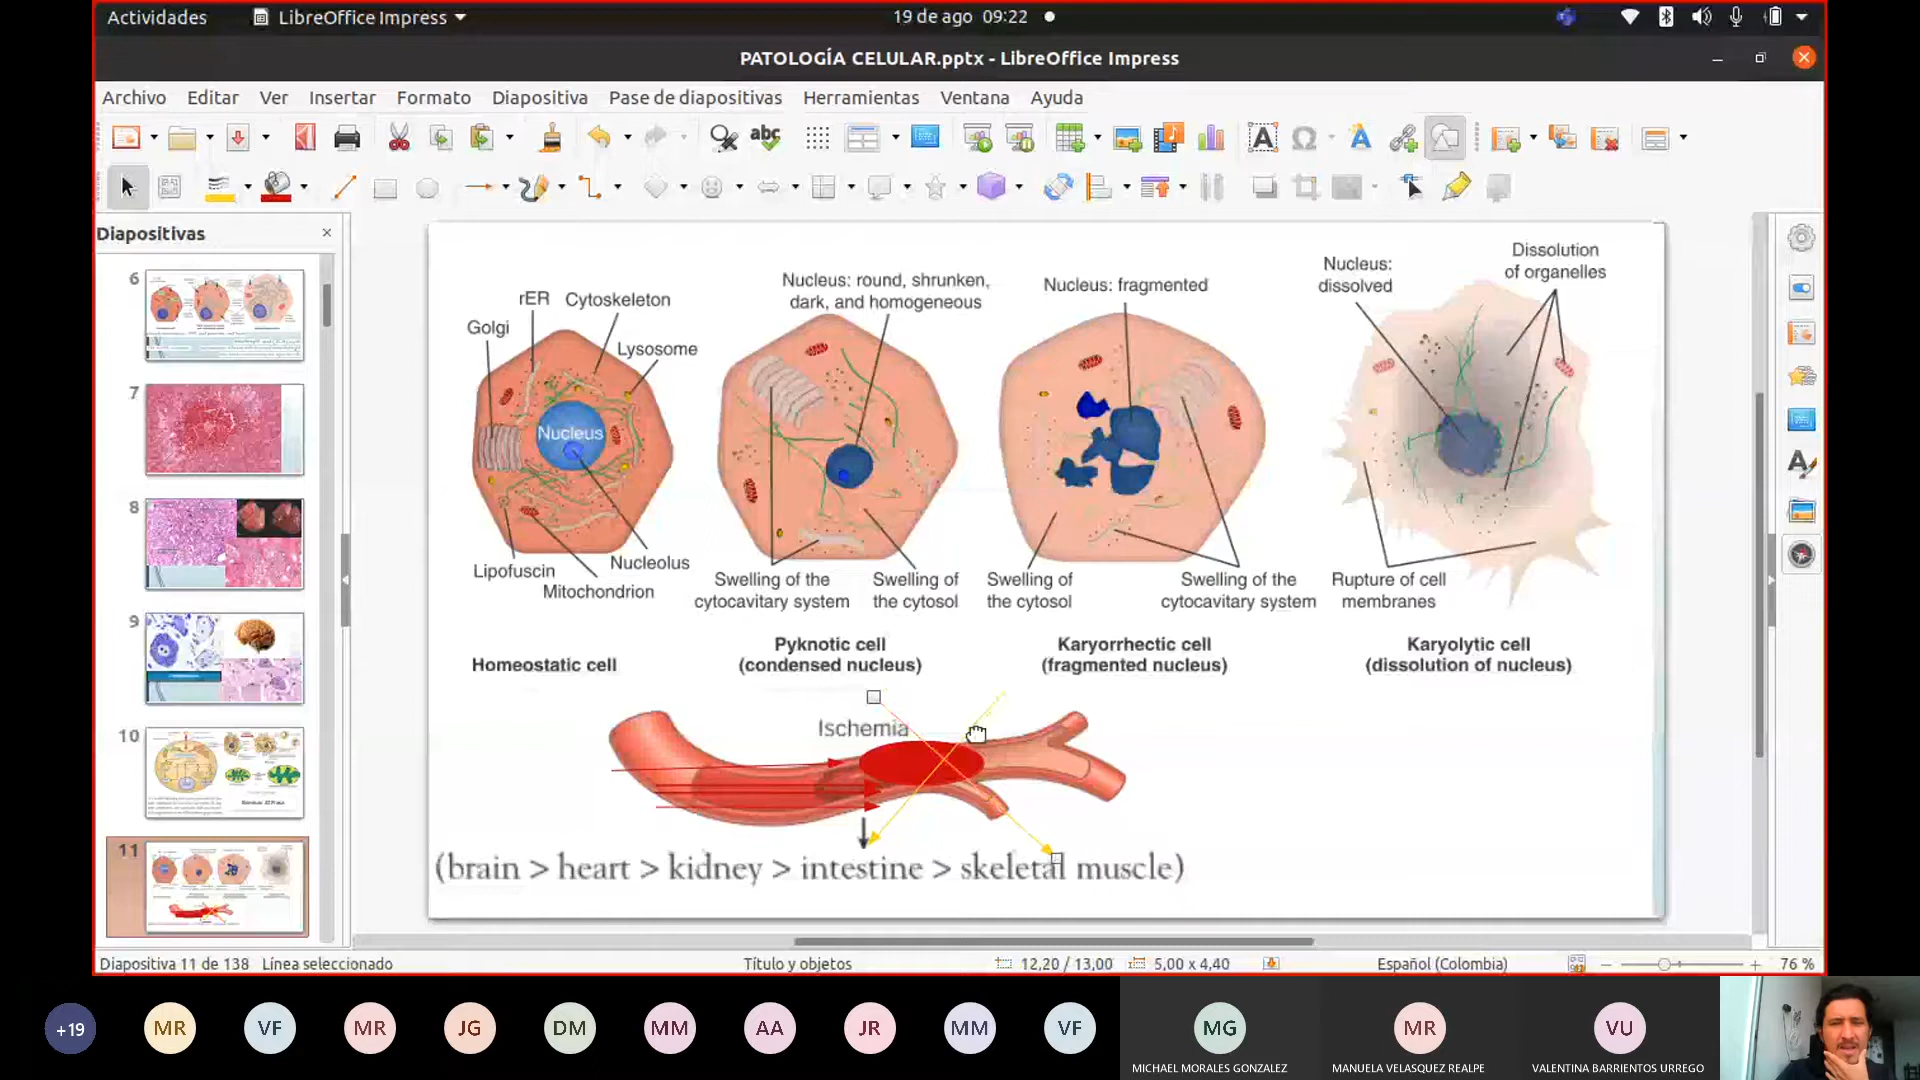 Actividades
LibreOffice Impress
19 de ago 09:22
PATOLOGÍA CELULAR.pptx - LibreOffice Impress
Archivo Editar Ver Insertar Formato Diapositiva Pase de diapositivas Herramientas Ventana Ayuda
abc
Diapositivas
6
7
8
9
10
11
Golgi
rER
Cytoskeleton
Lysosome
Nucleus
Lipofuscin
Mitochondrion
Nucleolus
Homeostatic cell
Nucleus: round, shrunken,
dark, and homogeneous
Swelling of the
cytocavitary system
Swelling of
the cytosol
Pyknotic cell
(condensed nucleus)
Nucleus: fragmented
Swelling of
the cytosol
Swelling of the
cytocavitary system
Karyorrhectic cell
(fragmented nucleus)
Nucleus:
dissolved
Dissolution
of organelles
Rupture of cell
membranes
Karyolytic cell
(dissolution of nucleus)
Ischemia
(brain > heart > kidney > intestine > skeletal muscle)
Diapositiva 11 de 138
Línea seleccionado
Título y objetos
12,20 / 13,00
5,00 x 4,40
Español (Colombia)
76 %
+19
MR
VF
MR
JG
DM
MM
AA
JR
MM
VF
MG
MICHAEL MORALES GONZALEZ
MR
MANUELA VELASQUEZ REALPE
VU
VALENTINA BARRIENTOS URREGO